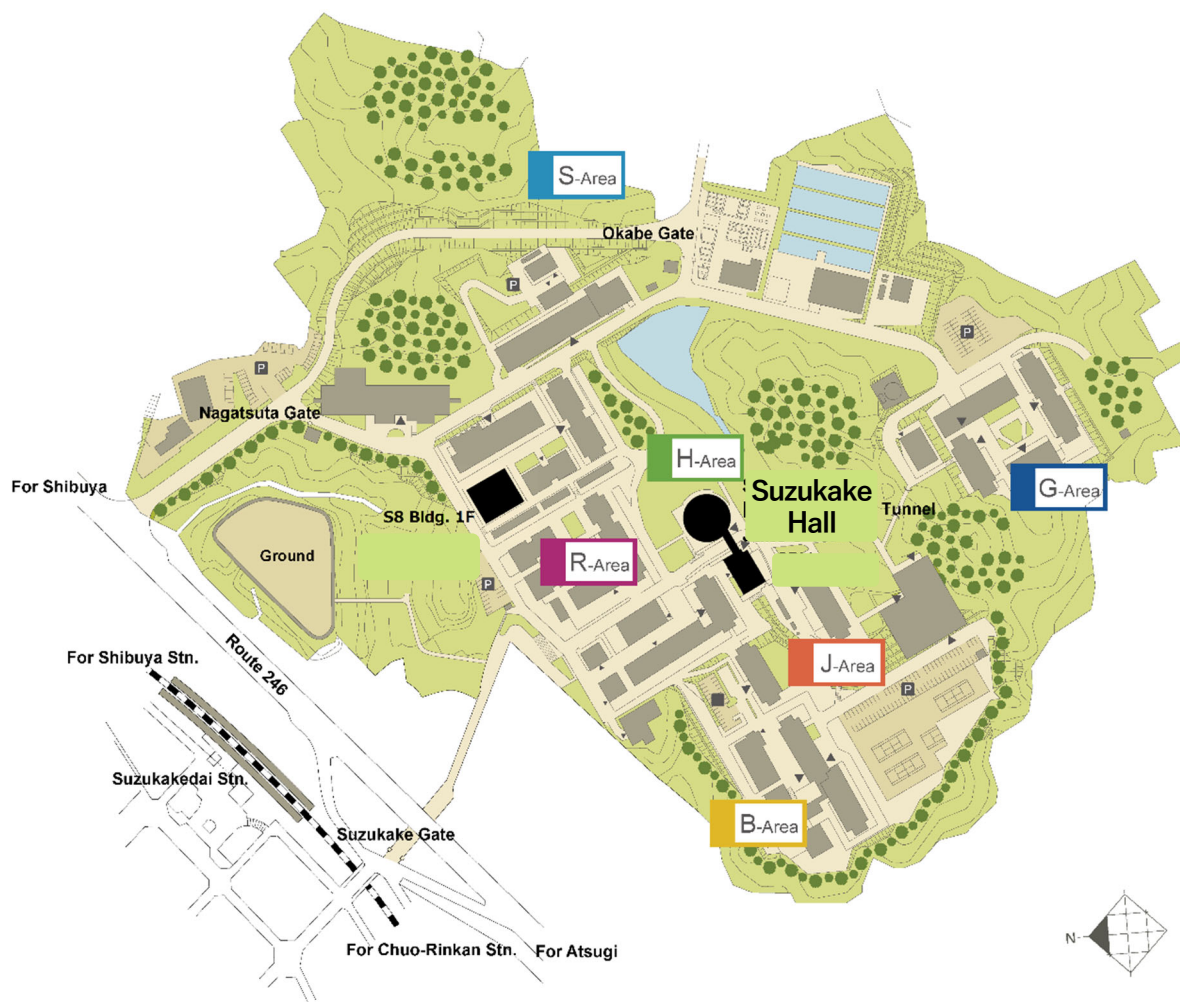 S-Area
Okabe Gate
P
P
P
Nagatsuta Gate
H-Area
For Shibuya
Suzukake
Hall
G-Area
S8 Bldg. 1F
Tunnel
Ground
R-Area
P
Route 246
For Shibuya Stn.
J-Area
P
Suzukakedai Stn.
B-Area
Suzukake Gate
N
For Chuo-Rinkan Stn.
For Atsugi